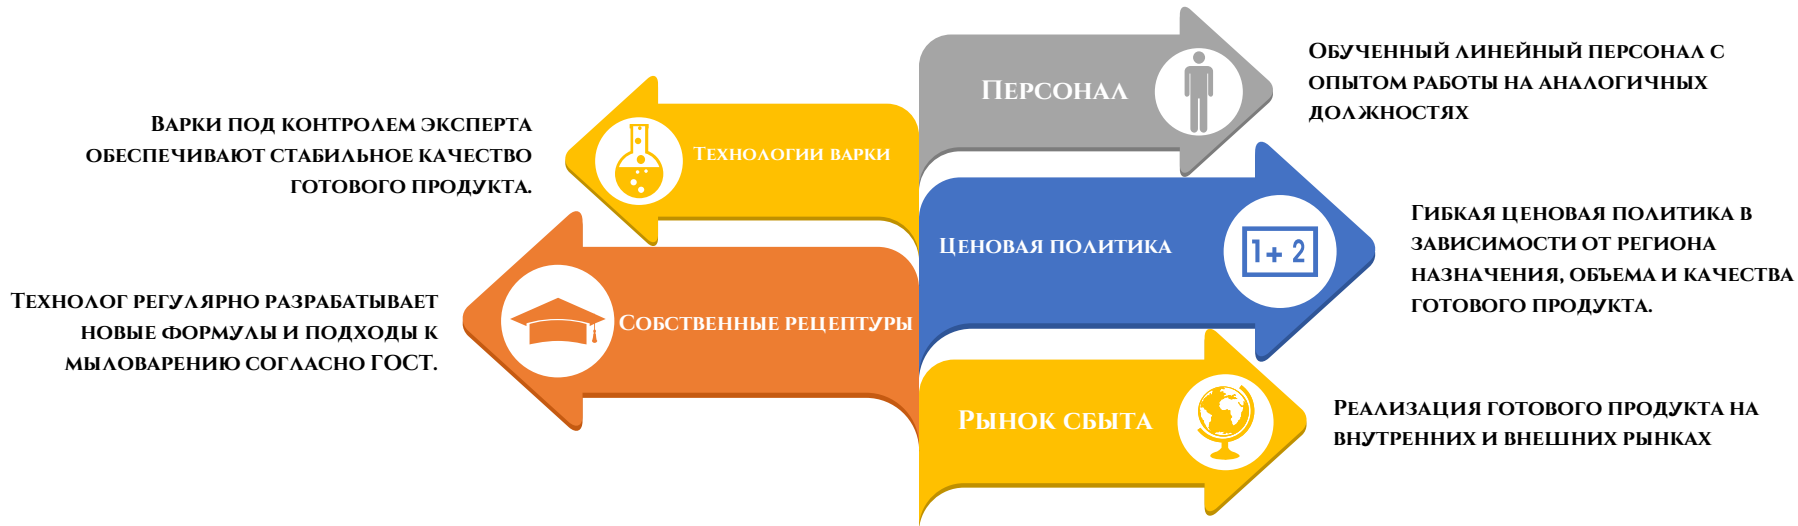 Персонал
Обученный линейный персонал с
опытом работы на аналогичных
должностях
Варки под контролем эксперта
обеспечивают стабильное качество
готового продукта.
Технологии варки
Ценовая политика
1+ 2
Гибкая ценовая политика в
зависимости от региона
назначения, объема и качества
готового продукта.
Технолог регулярно разрабатывает
новые формулы и подходы к
мыловарению согласно ГОСТ.
Собственные рецептуры
Рынок сбыта
Реализация готового продукта на
внутренних и внешних рынках